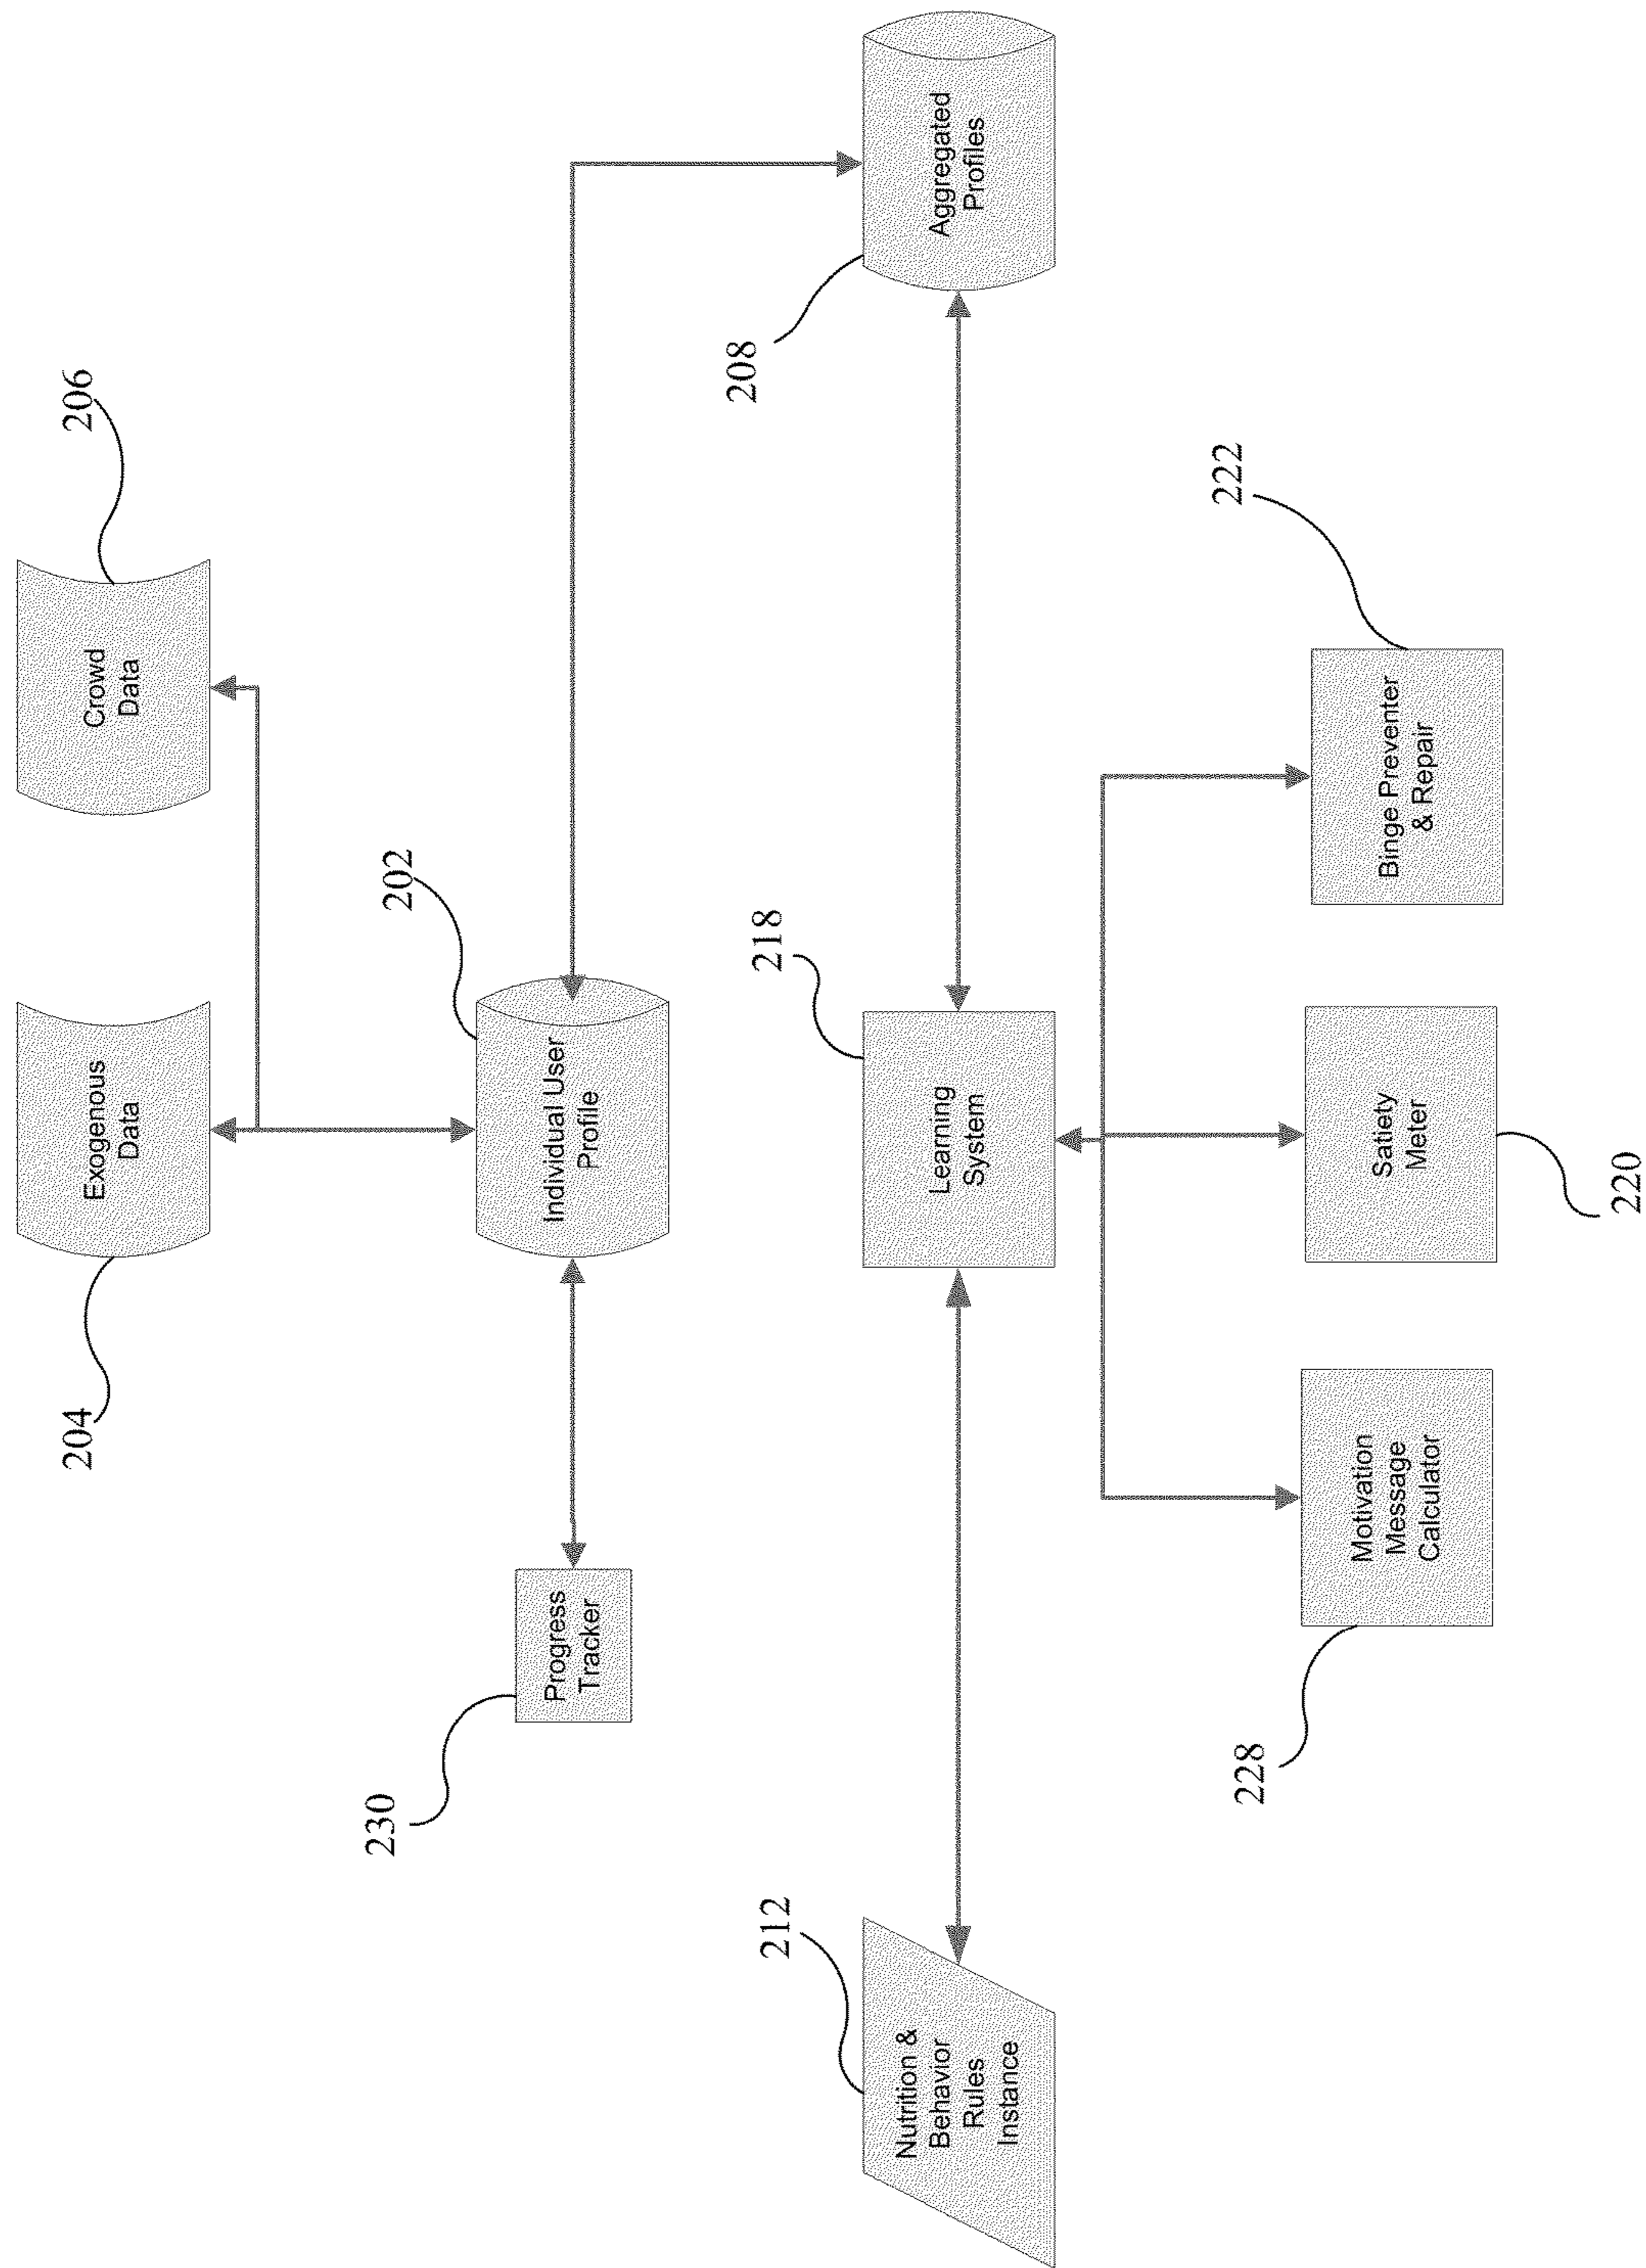 204
Exogenous
Data
206
Crowd
Data
230
Progress
Tracker
202
Individual User
Profile
212
Nutrition &
Behavior
Rules
Instance
218
Learning
System
208
Aggregated
Profiles
228
Motivation
Message
Calculator
Satiety
Meter
220
Binge Preventer
& Repair
222